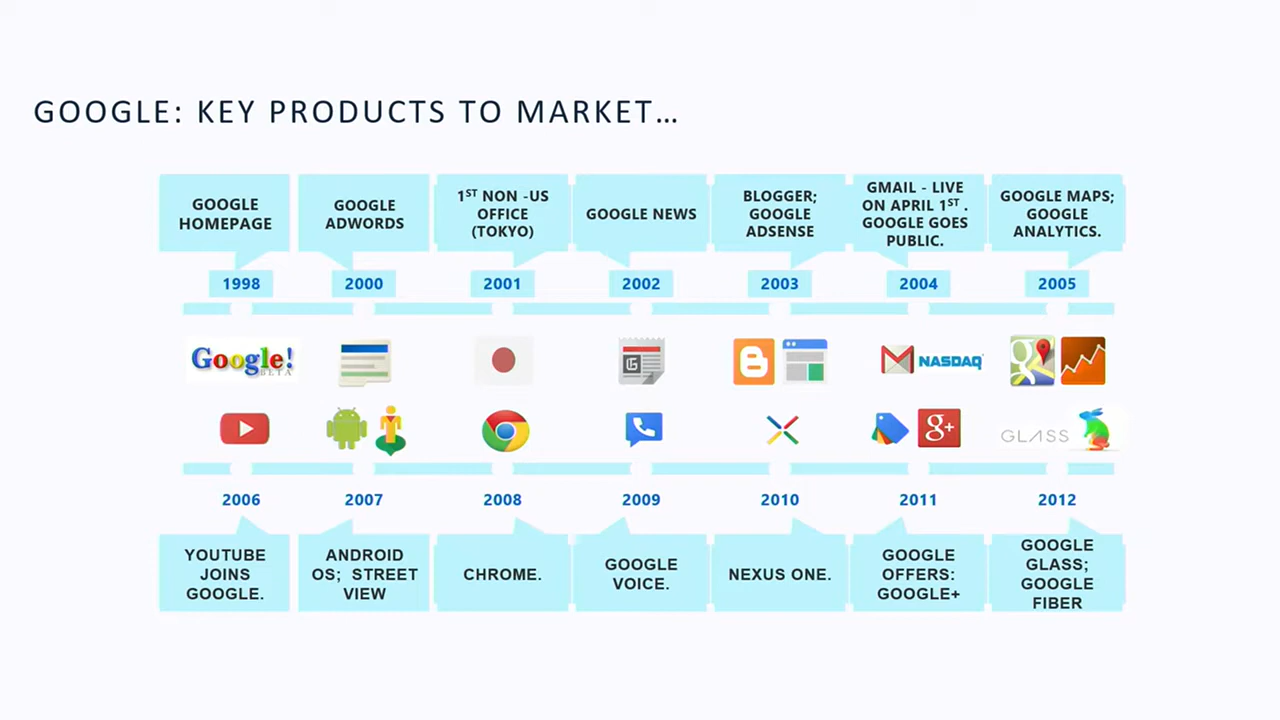 GOOGLE: KEY PRODUCTS TO MARKET…
GOOGLE
HOMEPAGE
GOOGLE
ADWORDS
1ST NON -US
OFFICE
(TOKYO)
GOOGLE NEWS
BLOGGER;
GOOGLE
ADSENSE
GMAIL - LIVE
ON APRIL 1ST .
GOOGLE GOES
PUBLIC.
GOOGLE MAPS;
GOOGLE
ANALYTICS.
1998
2000
2001
2002
2003
2004
2005
Google!
BETA
G
B
M
NASDAQ
g
g+
GLASS
2006
2007
2008
2009
2010
2011
2012
YOUTUBE
JOINS
GOOGLE.
ANDROID
OS; STREET
VIEW
CHROME.
GOOGLE
VOICE.
NEXUS ONE.
GOOGLE
OFFERS:
GOOGLE+
GOOGLE
GLASS;
GOOGLE
FIBER